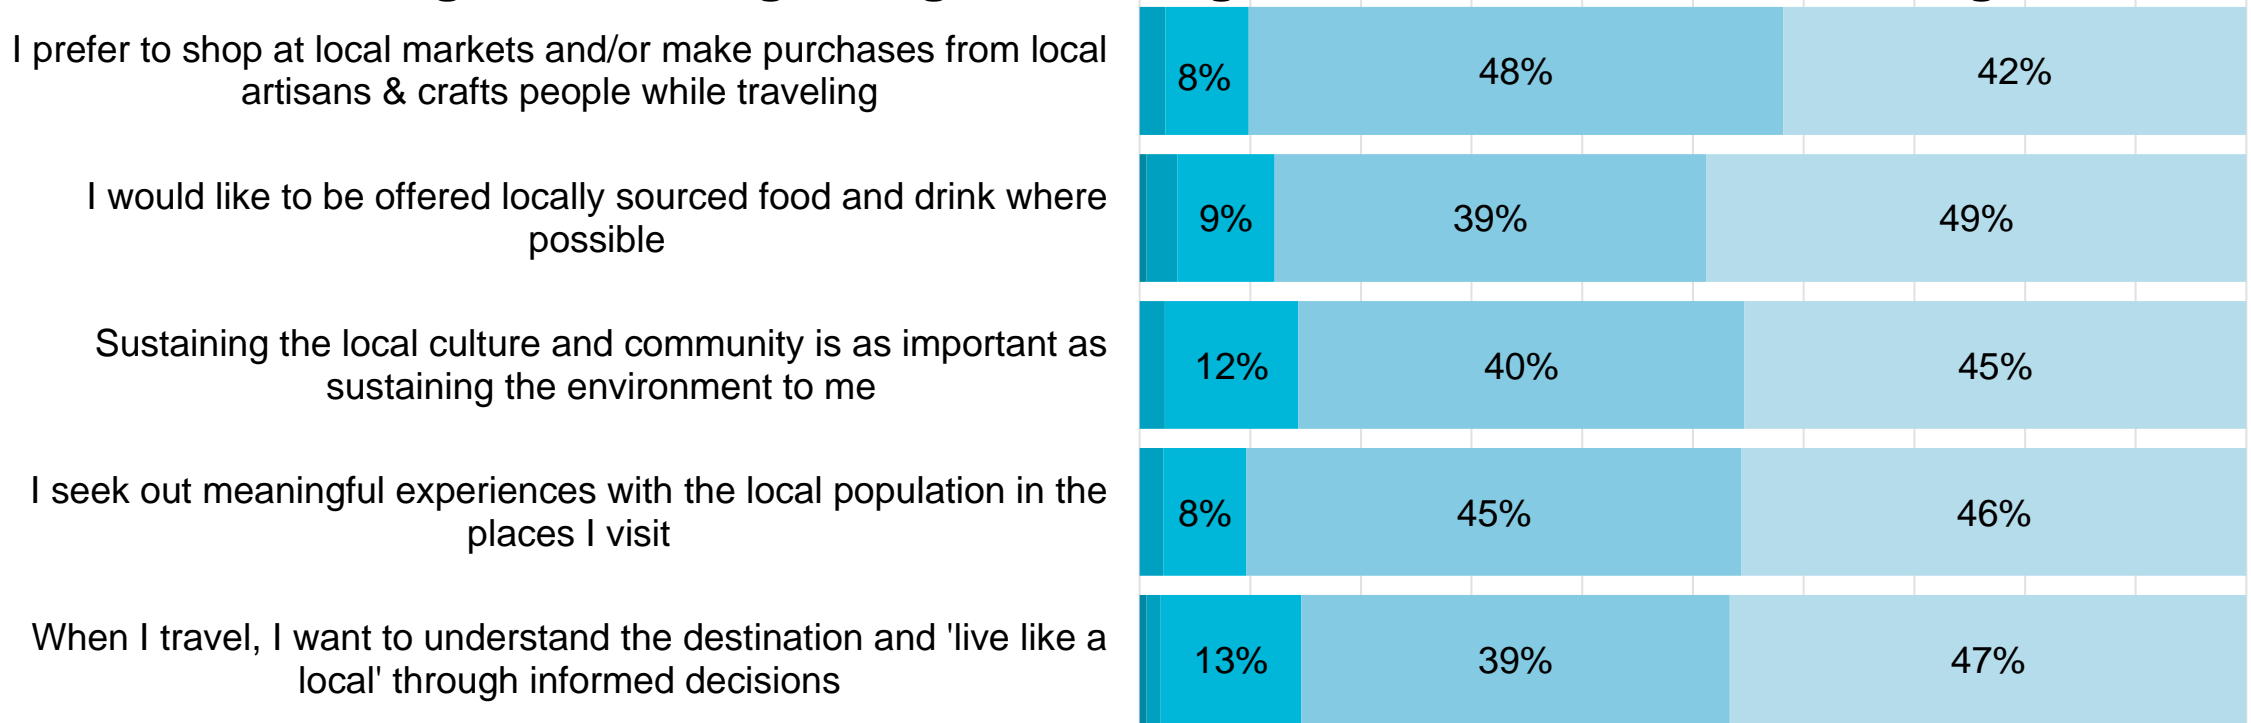 I prefer to shop at local markets and/or make purchases from local
artisans & crafts people while traveling
8% 48% 42%
I would like to be offered locally sourced food and drink where
possible
9% 39% 49%
Sustaining the local culture and community is as important as
sustaining the environment to me
12% 40% 45%
I seek out meaningful experiences with the local population in the
places I visit
8% 45% 46%
When I travel, I want to understand the destination and 'live like a
local' through informed decisions
13% 39% 47%